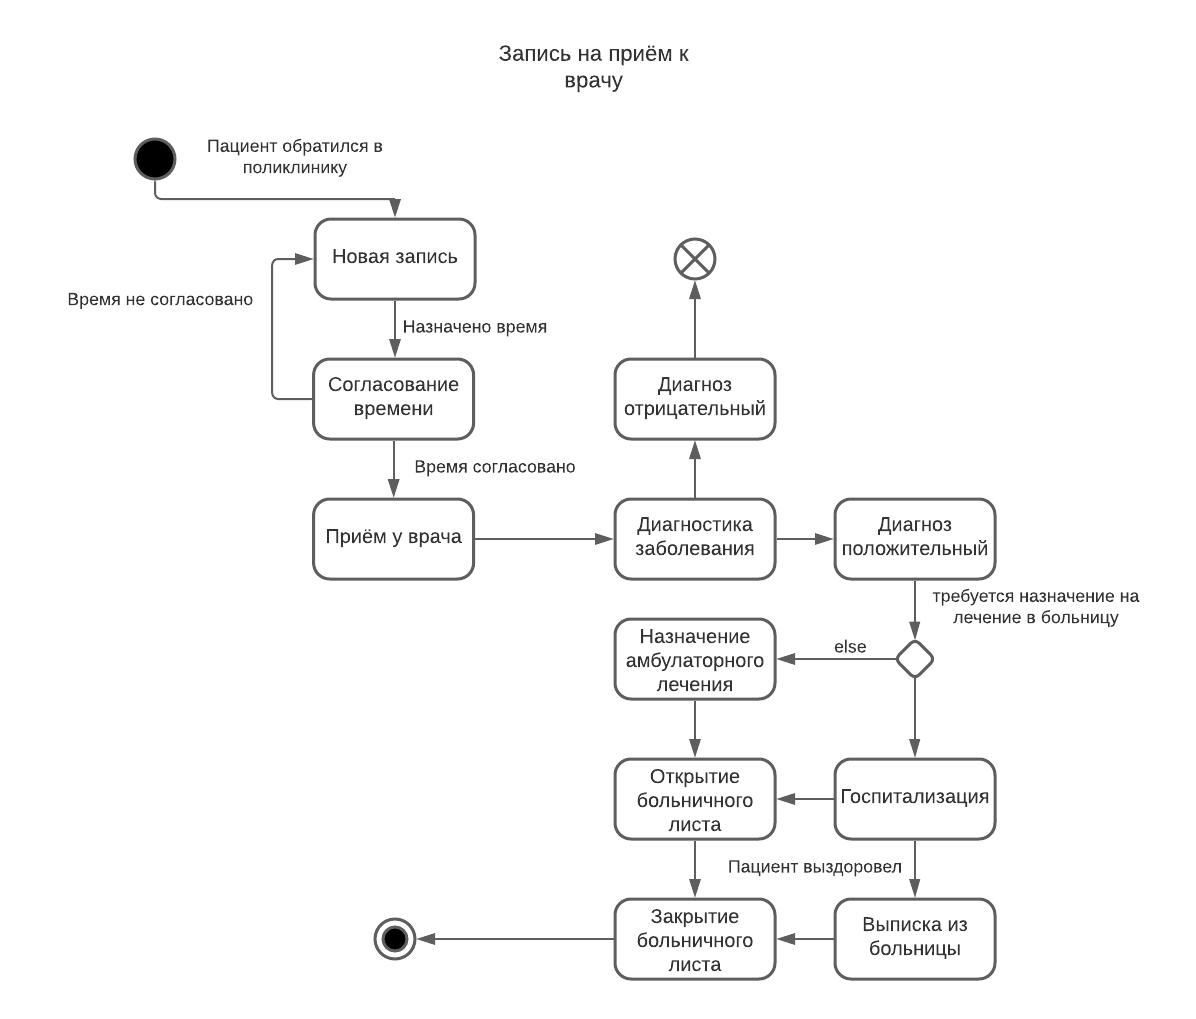 Запись на приём к
врачу
Пациент обратился в
поликлинику
Новая запись
Время не согласовано
Назначено время
Согласование
времени
Диагноз
отрицательный
Время согласовано
Приём у врача
Диагностика
заболевания
Диагноз
положительный
требуется назначение на
лечение в больницу
Назначение
амбулаторного
лечения
else
Открытие
больничного
листа
Госпитализация
Пациент выздоровел
Закрытие
больничного
листа
Выписка из
больницы